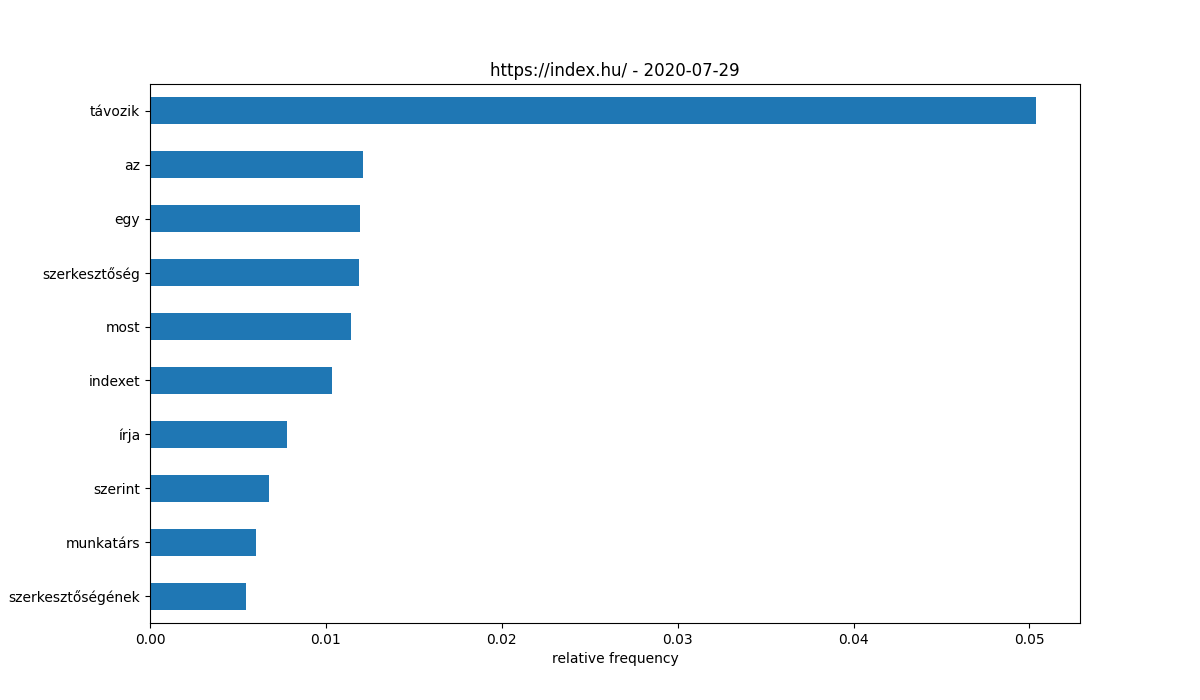 https://index.hu/ - 2020-07-29
távozik
az
egy
szerkesztőség
most
indexet
írja
szerint
munkatárs
szerkesztőségének
0.00 0.01 0.02 0.03 0.04 0.05
relative frequency